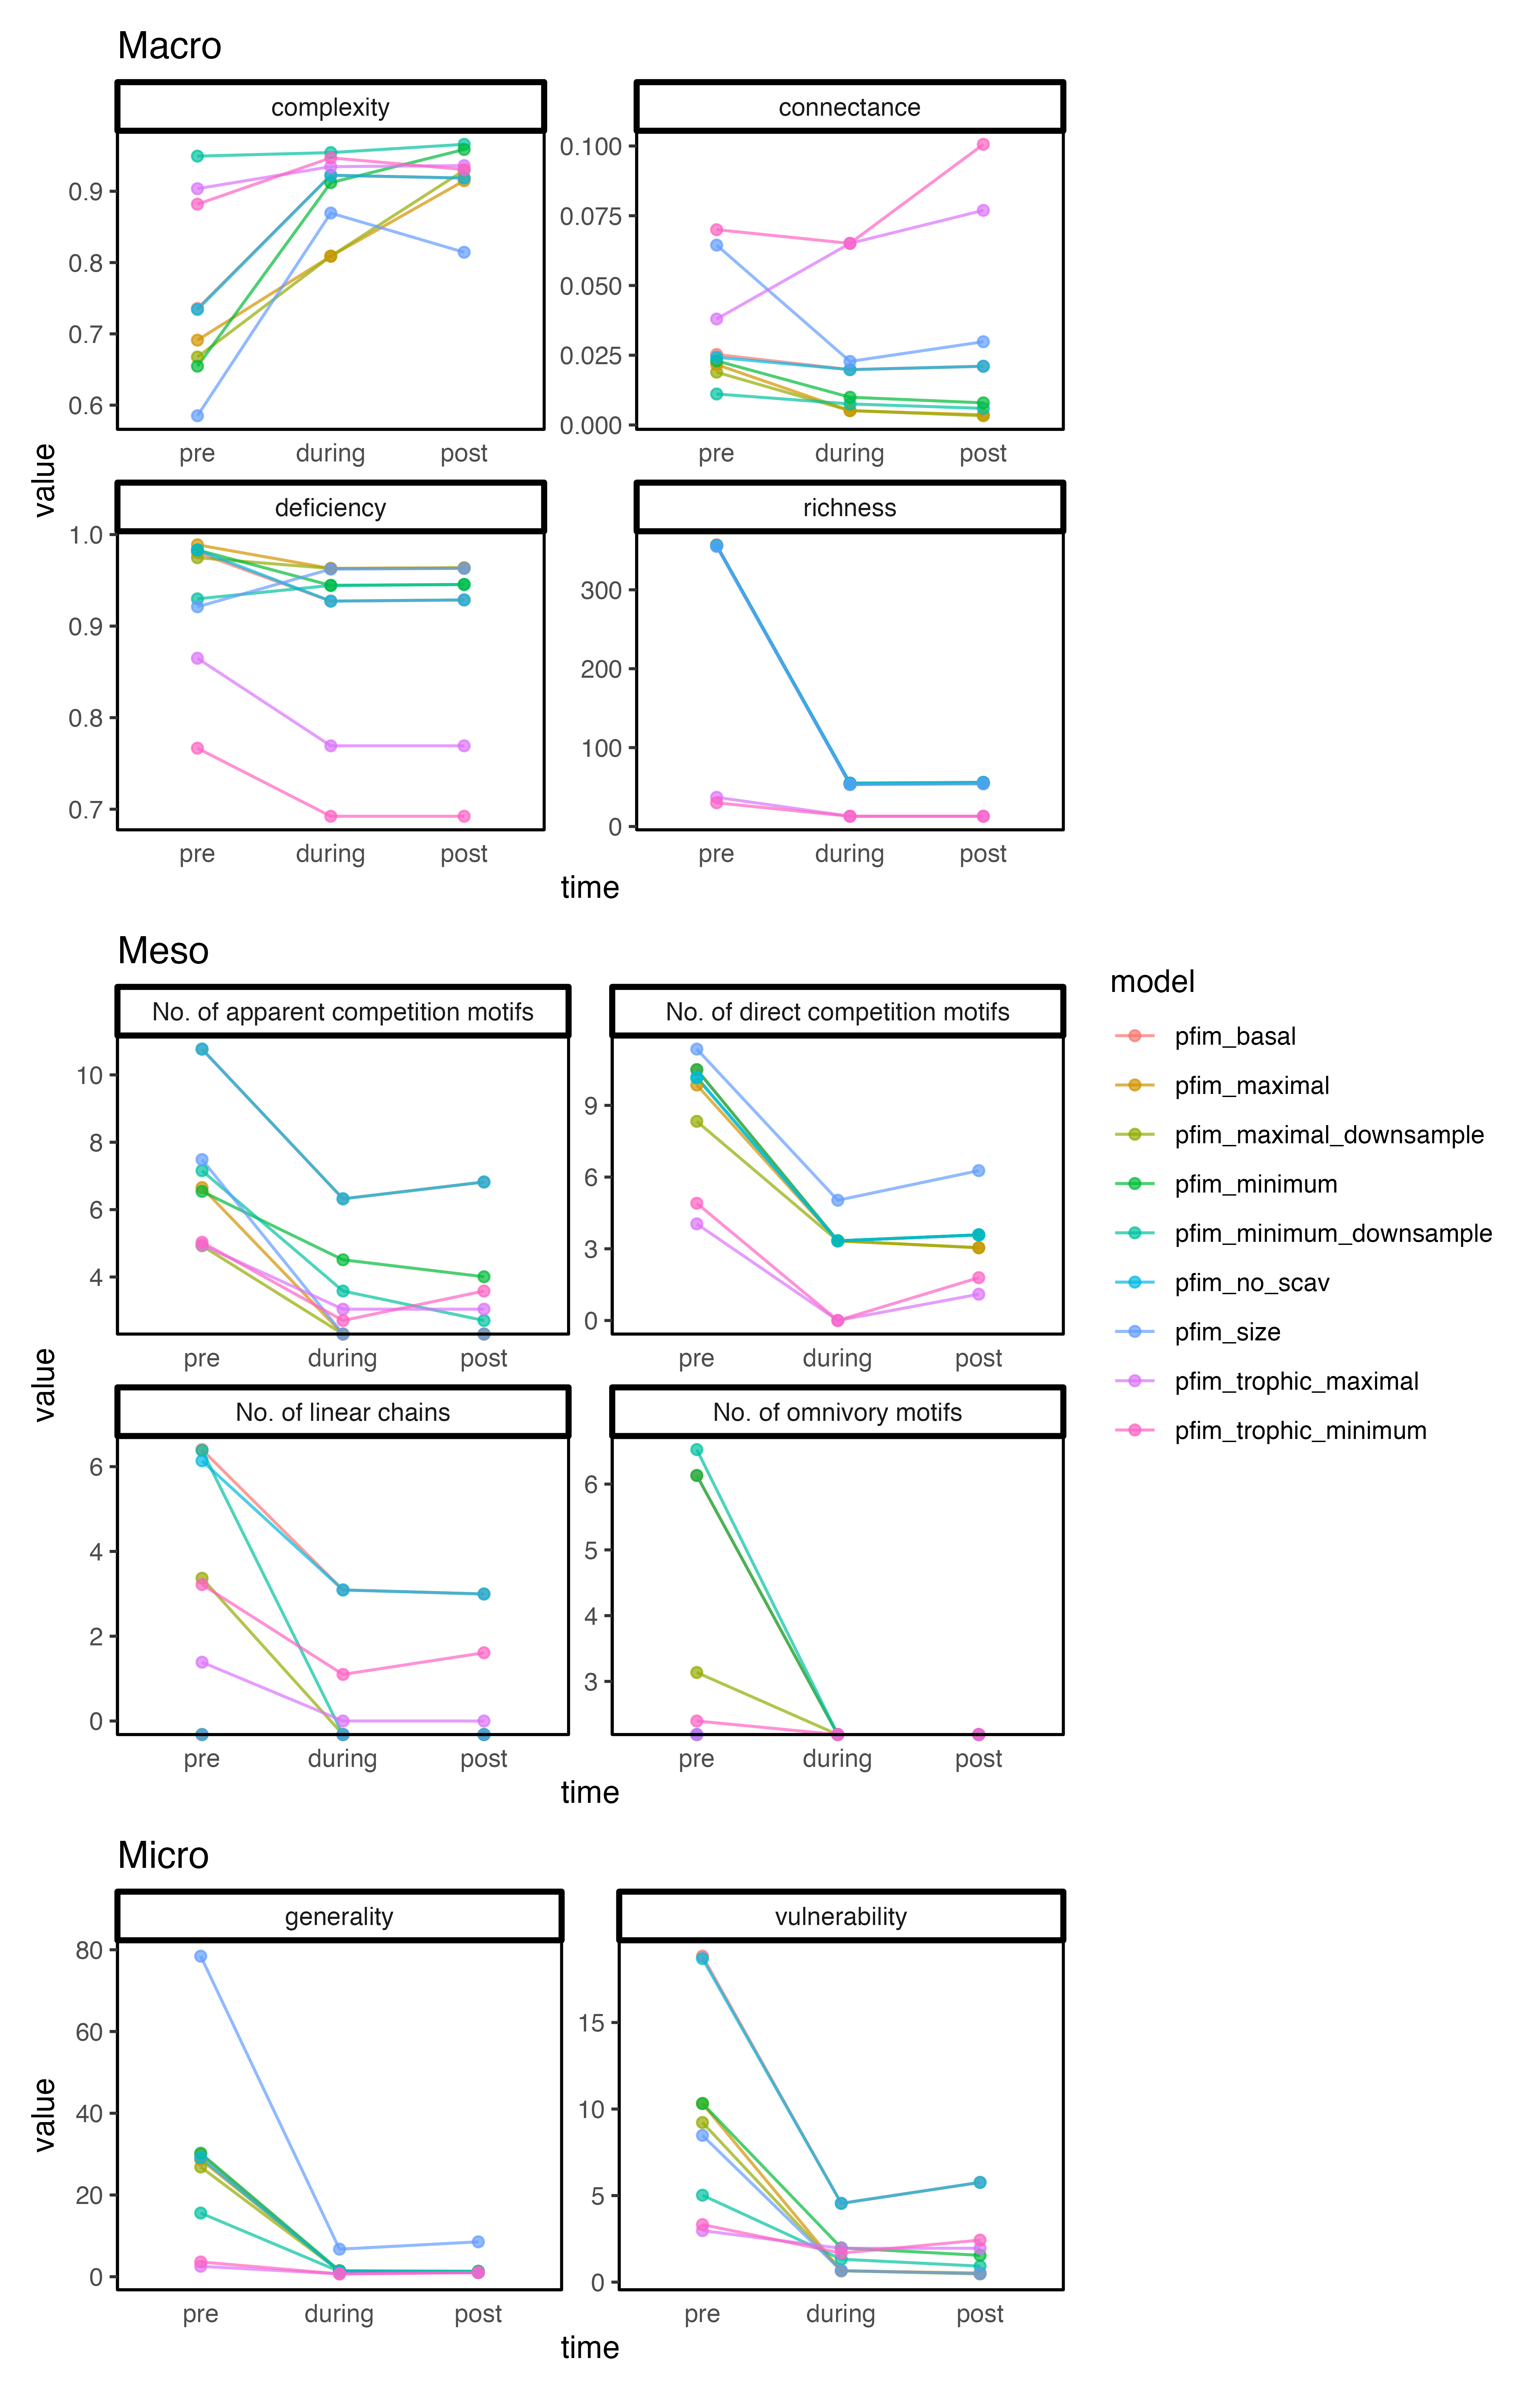 Macro
complexity
connectance
0.9
0.8
0.7
0.6
0.100
0.075
0.050
0.025
0.000
pre during post
pre during post
value
deficiency
richness
1.0
0.9
0.8
0.7
300
200
100
0
pre during post
pre during post
time
Meso
No. of apparent competition motifs
No. of direct competition motifs
10
8
6
4
9
6
3
0
pre during post
pre during post
value
No. of linear chains
No. of omnivory motifs
6
4
2
0
6
5
4
3
pre during post
pre during post
time
model
pfim_basal
pfim_maximal
pfim_maximal_downsample
pfim_minimum
pfim_minimum_downsample
pfim_no_scav
pfim_size
pfim_trophic_maximal
pfim_trophic_minimum
Micro
generality
vulnerability
80
60
40
20
0
15
10
5
0
value
pre during post
pre during post
time